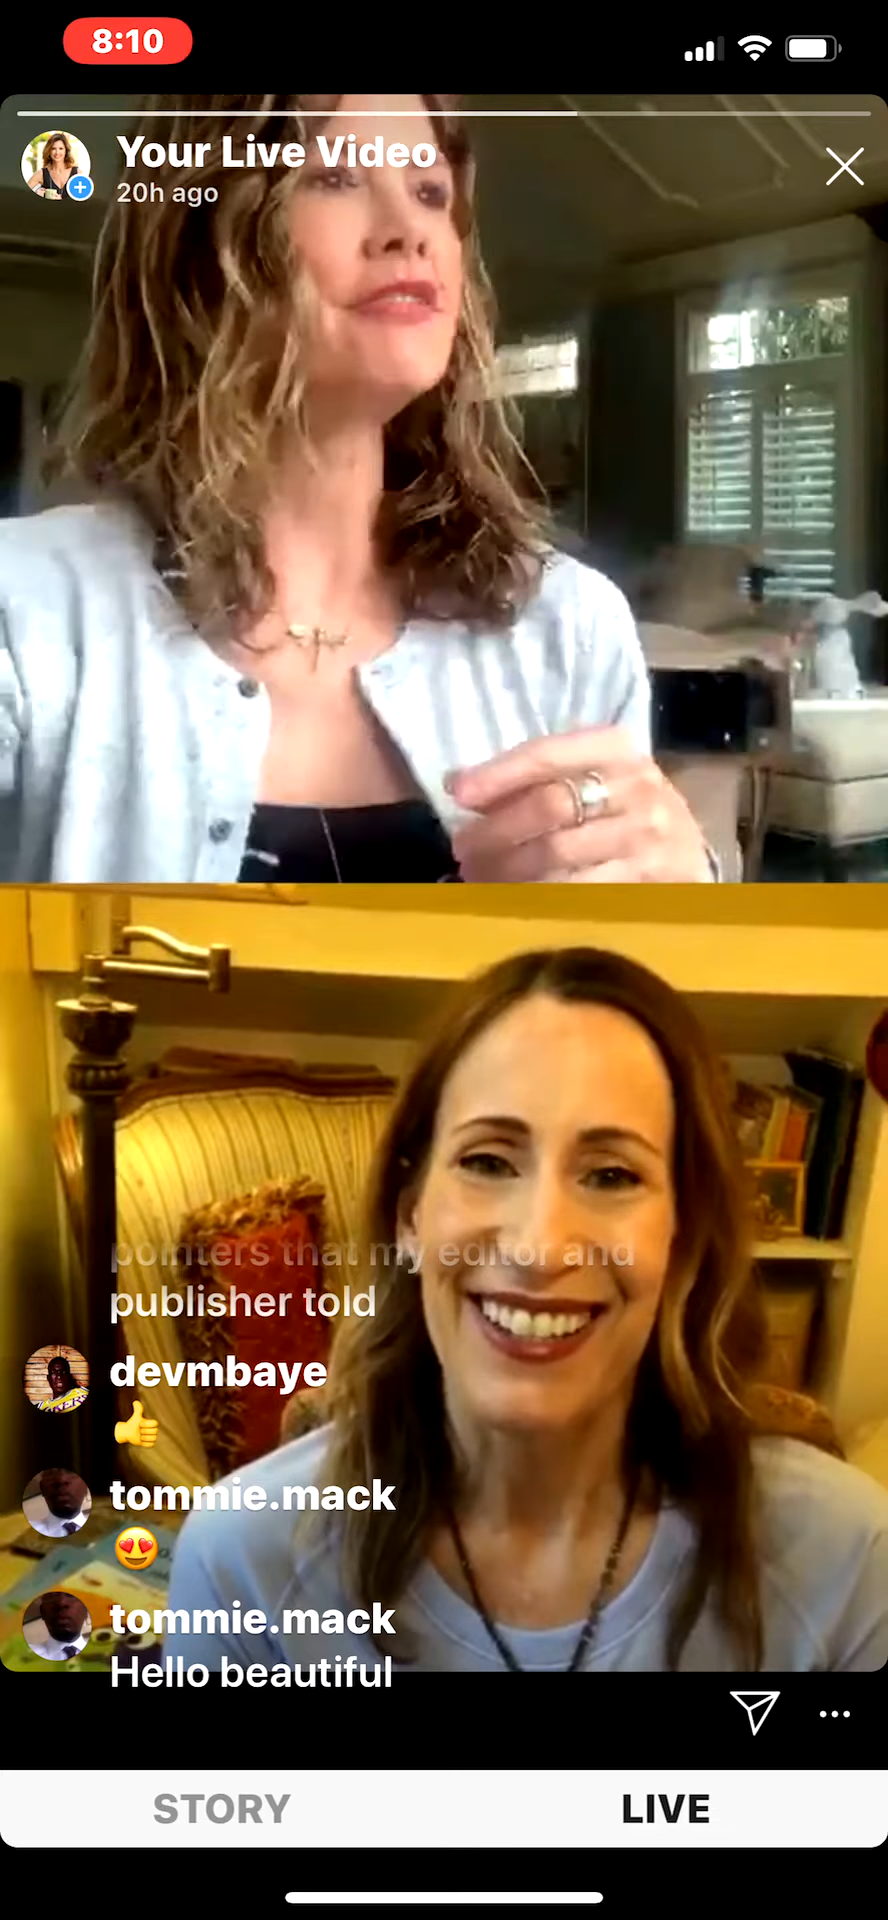 8:10
Your Live Video
20h ago
pointers that my editor and
publisher told
devmbaye
👍
tommie.mack
😍
tommie.mack
Hello beautiful
STORY
LIVE